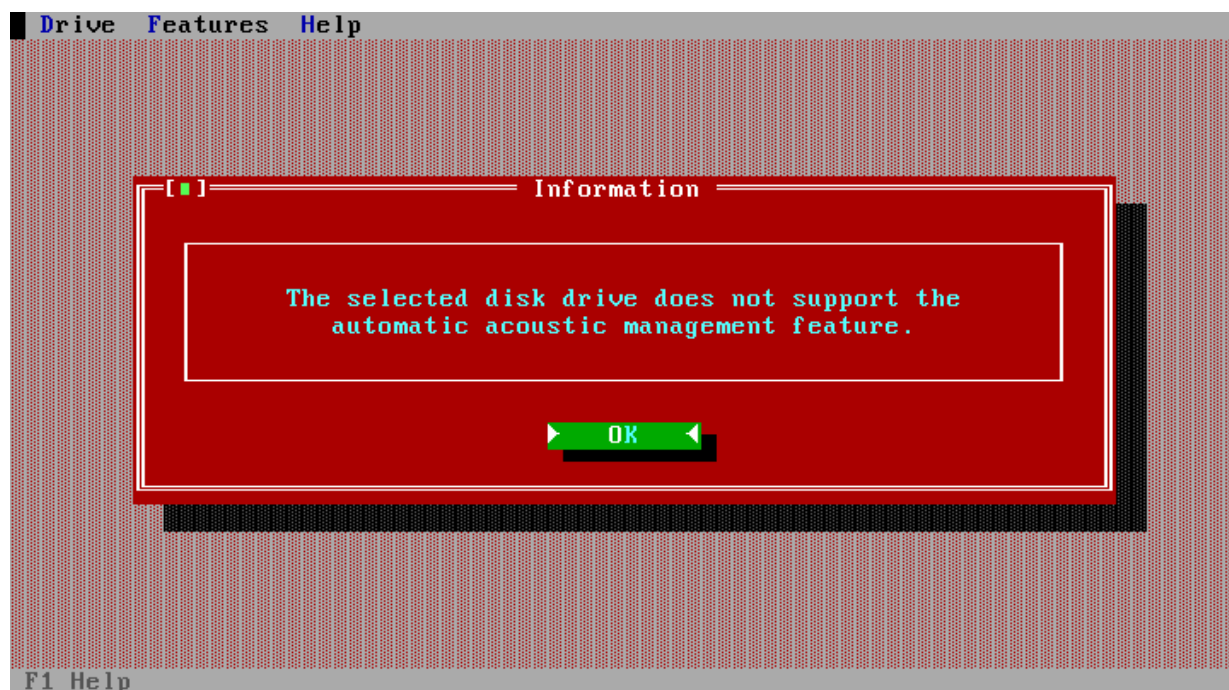 Drive Features Help
Information
The selected disk drive does not support the
automatic acoustic management feature.
OK
F1 Help